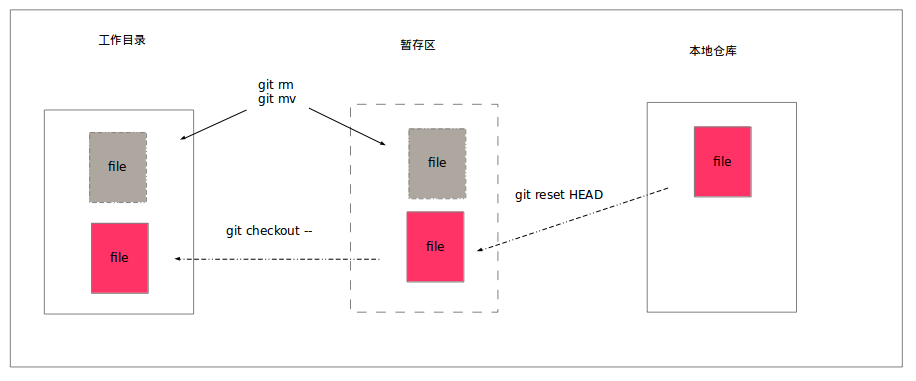 工作目录
暂存区
本地仓库
git rm
git mv
file
file
file
git reset HEAD
git checkout --
file
file